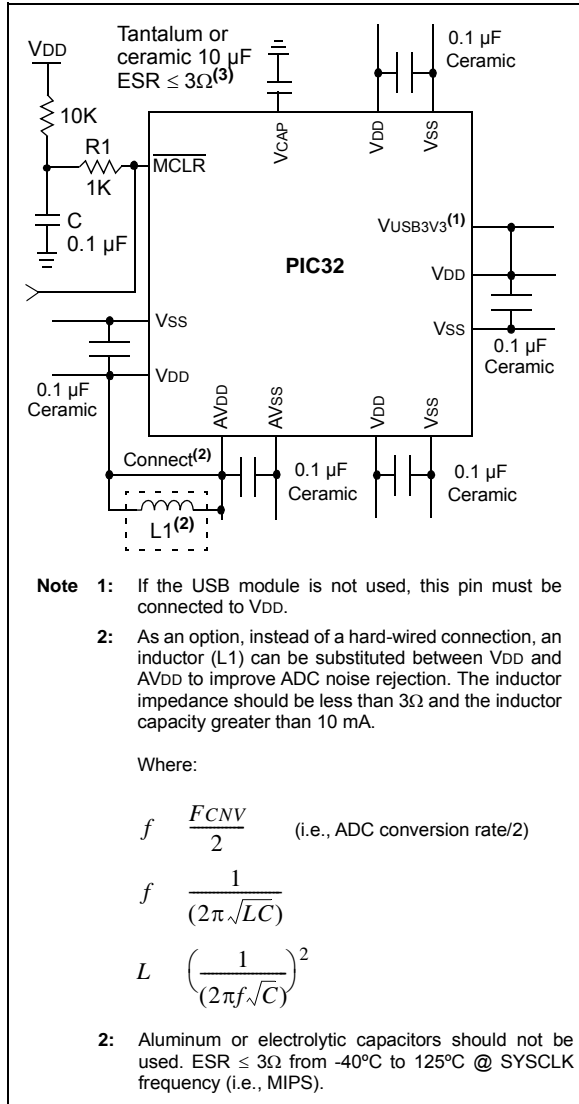 VDD
Tantalum or
ceramic 10 µF
ESR ≤ 3Ω(3)
0.1 µF
Ceramic
10K
R1
1K
MCLR
C
0.1 µF
VCAP
VDD
VSS
VUSB3V3(1)
VDD
VSS
PIC32
0.1 µF
Ceramic
VSS
VDD
0.1 µF
Ceramic
AVDD
AVSS
VDD
VSS
Connect(2)
L1(2)
0.1 µF
Ceramic
0.1 µF
Ceramic
Note 1: If the USB module is not used, this pin must be
connected to VDD.
2: As an option, instead of a hard-wired connection, an
inductor (L1) can be substituted between VDD and
AVDD to improve ADC noise rejection. The inductor
impedance should be less than 3Ω and the inductor
capacity greater than 10 mA.
Where:
f FCNV/2 (i.e., ADC conversion rate/2)
f 1/(2π√LC)
L (1/(2πf√C))²
2: Aluminum or electrolytic capacitors should not be
used. ESR ≤ 3Ω from -40ºC to 125ºC @ SYSCLK
frequency (i.e., MIPS).